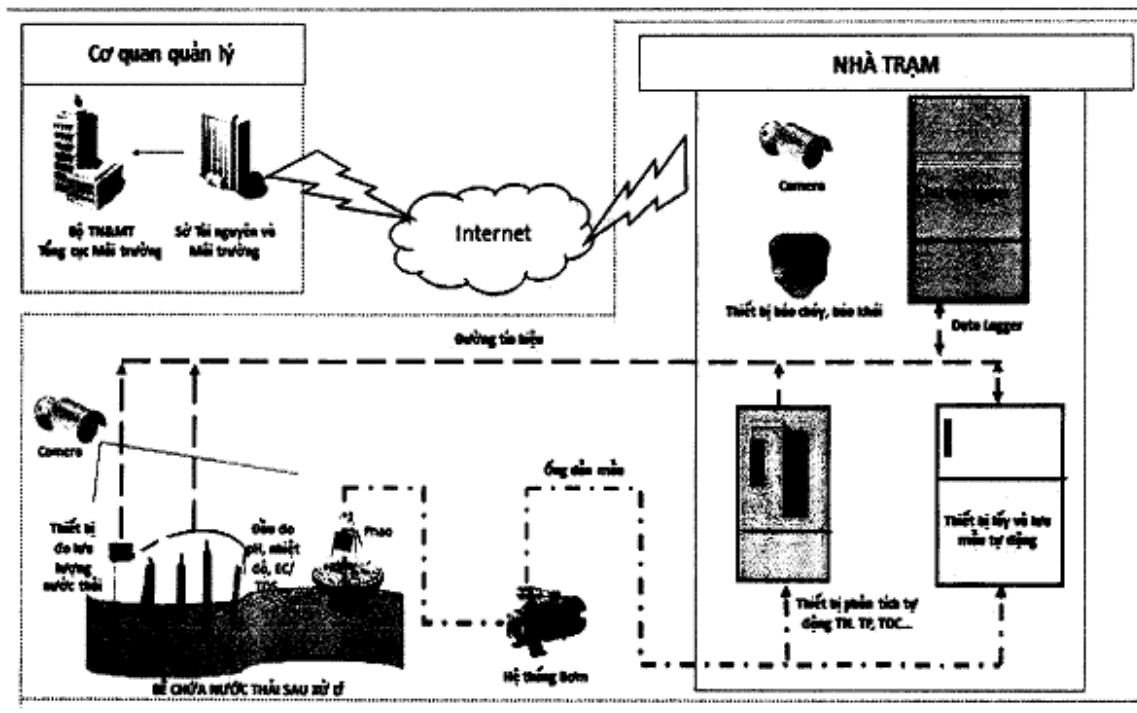 Cơ quan quản lý
NHÀ TRẠM
Bộ TN&MT
Tổng cục Môi trường
Sở Tài nguyên và
Môi trường
Internet
Camera
Thiết bị báo cháy, báo khói
Data Logger
Đường tín hiệu
Camera
Ống dẫn mẫu
Thiết bị
đo lưu
lượng
nước thải
Đầu đo
pH, nhiệt
độ, EC/
TDS
Phao
Thiết bị lấy và lưu
mẫu tự động
Thiết bị phân tích tự
động TN, TP, TOC...
Hệ thống Bơm
BỂ CHỨA NƯỚC THẢI SAU XỬ LÍ